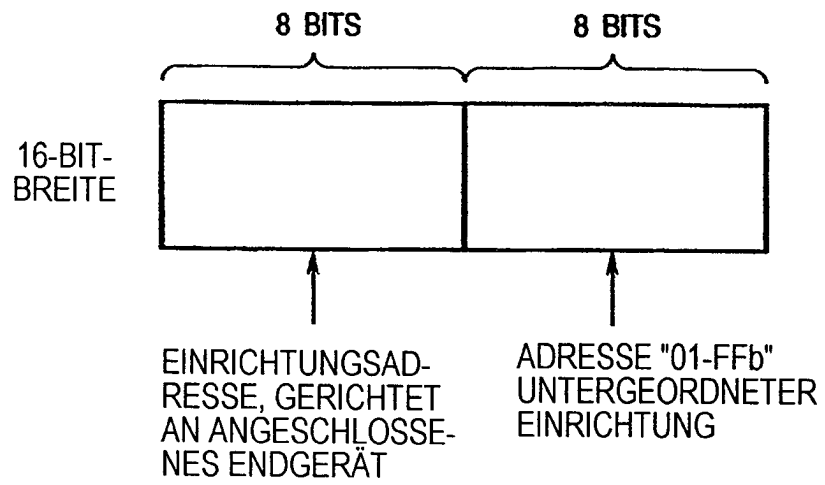 8 BITS
8 BITS
16-BIT-
BREITE
EINRICHTUNGSAD-
RESSE, GERICHTET
AN ANGESCHLOSSE-
NES ENDGERÄT
ADRESSE "01-FFb"
UNTERGEORDNETER
EINRICHTUNG